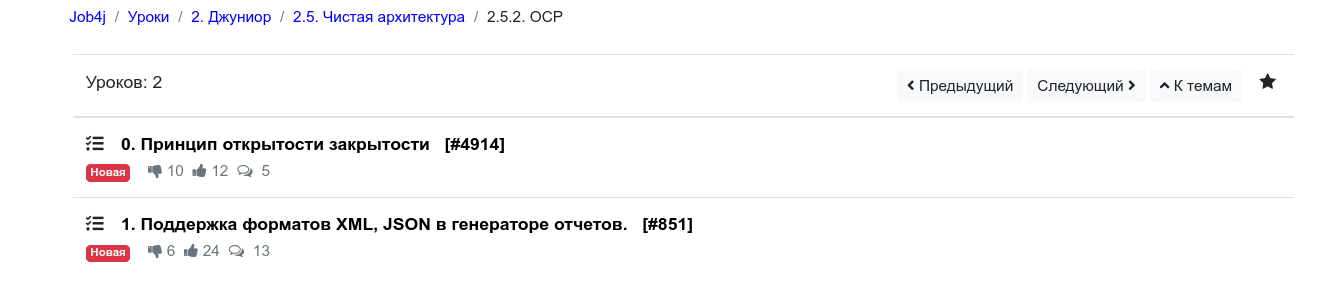 Job4j / Уроки / 2. Джуниор / 2.5. Чистая архитектура / 2.5.2. OCP
Уроков: 2 Предыдущий Следующий К темам
0. Принцип открытости закрытости [#4914]
Новая 10 12 5
1. Поддержка форматов XML, JSON в генераторе отчетов. [#851]
Новая 6 24 13